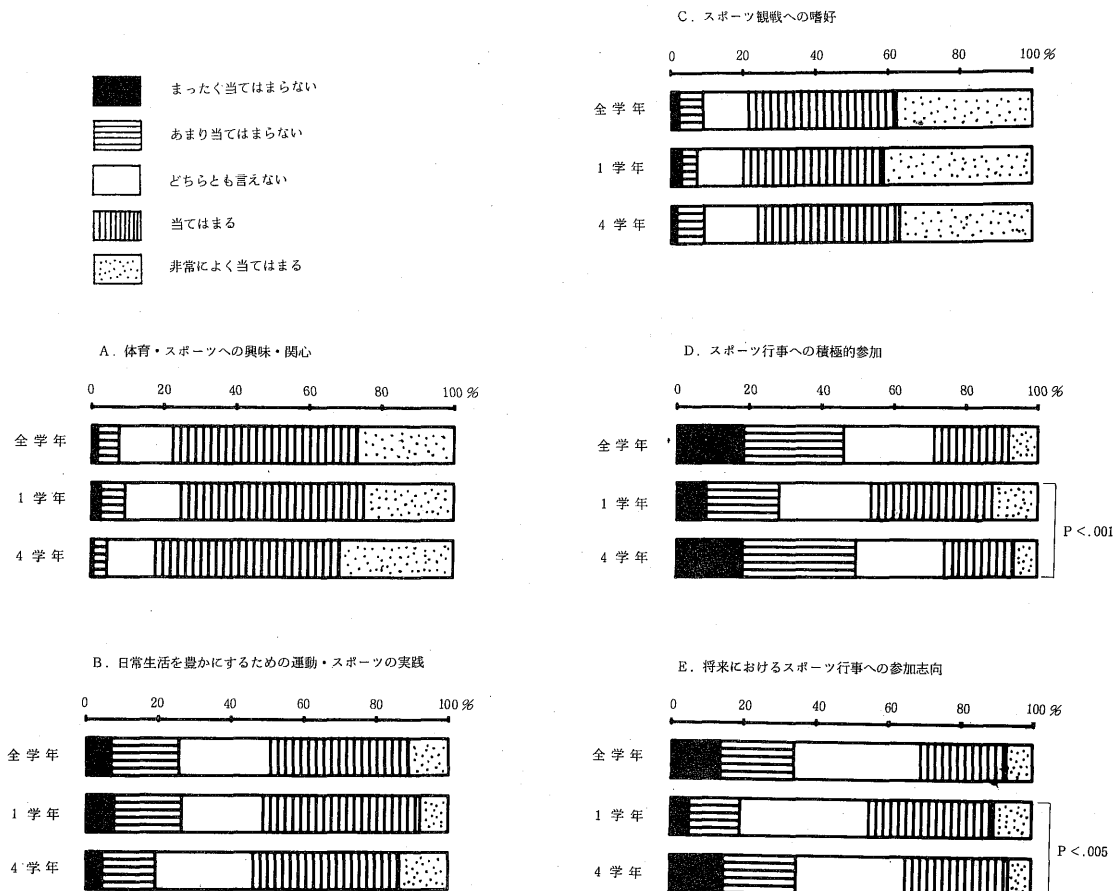 まったく当てはまらない
あまり当てはまらない
どちらとも言えない
当てはまる
非常によく当てはまる
A. 体育・スポーツへの興味・関心
0 20 40 60 80 100 %
全学年
1 学 年
4 学 年
B. 日常生活を豊かにするための運動・スポーツの実践
0 20 40 60 80 100 %
全学年
1 学 年
4 学 年
C. スポーツ観戦への嗜好
0 20 40 60 80 100 %
全学年
1 学 年
4 学 年
D. スポーツ行事への積極的参加
0 20 40 60 80 100 %
全学年
1 学 年
4 学 年
P <.001
E. 将来におけるスポーツ行事への参加志向
0 20 40 60 80 100 %
全学年
1 学 年
4 学 年
P <.005